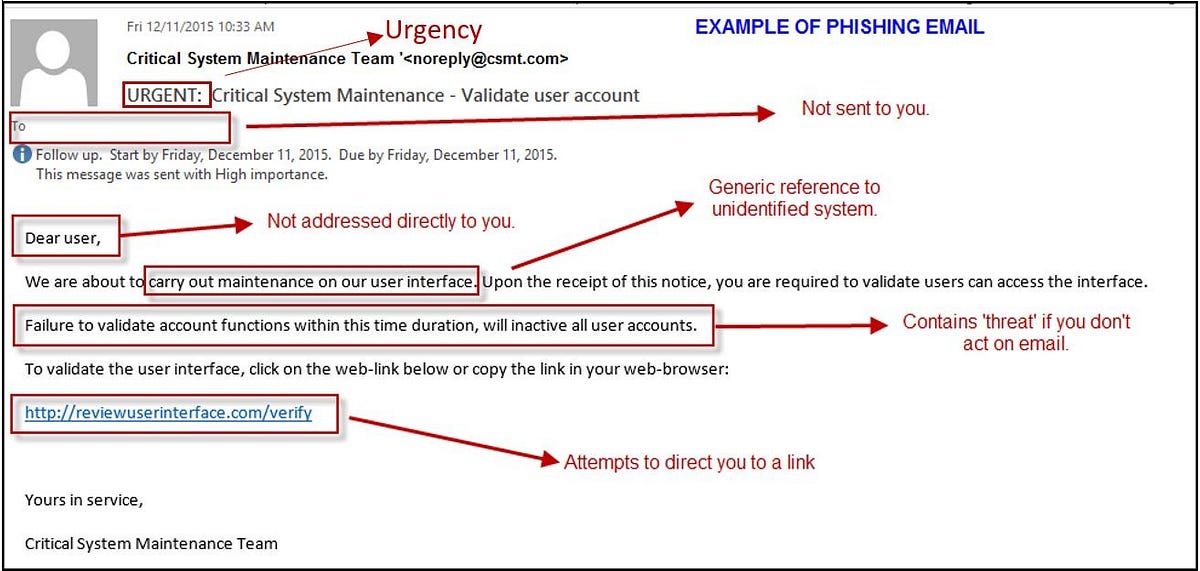 EXAMPLE OF PHISHING EMAIL
Fri 12/11/2015 10:33 AM
Urgency
Critical System Maintenance Team '<noreply@csmt.com>
URGENT: Critical System Maintenance - Validate user account
Not sent to you.
To
Follow up. Start by Friday, December 11, 2015. Due by Friday, December 11, 2015.
This message was sent with High importance.
Generic reference to
unidentified system.
Not addressed directly to you.
Dear user,
We are about to carry out maintenance on our user interface. Upon the receipt of this notice, you are required to validate users can access the interface.
Contains 'threat' if you don't
act on email.
Failure to validate account functions within this time duration, will inactive all user accounts.
To validate the user interface, click on the web-link below or copy the link in your web-browser:
http://reviewuserinterface.com/verify
Attempts to direct you to a link
Yours in service,
Critical System Maintenance Team